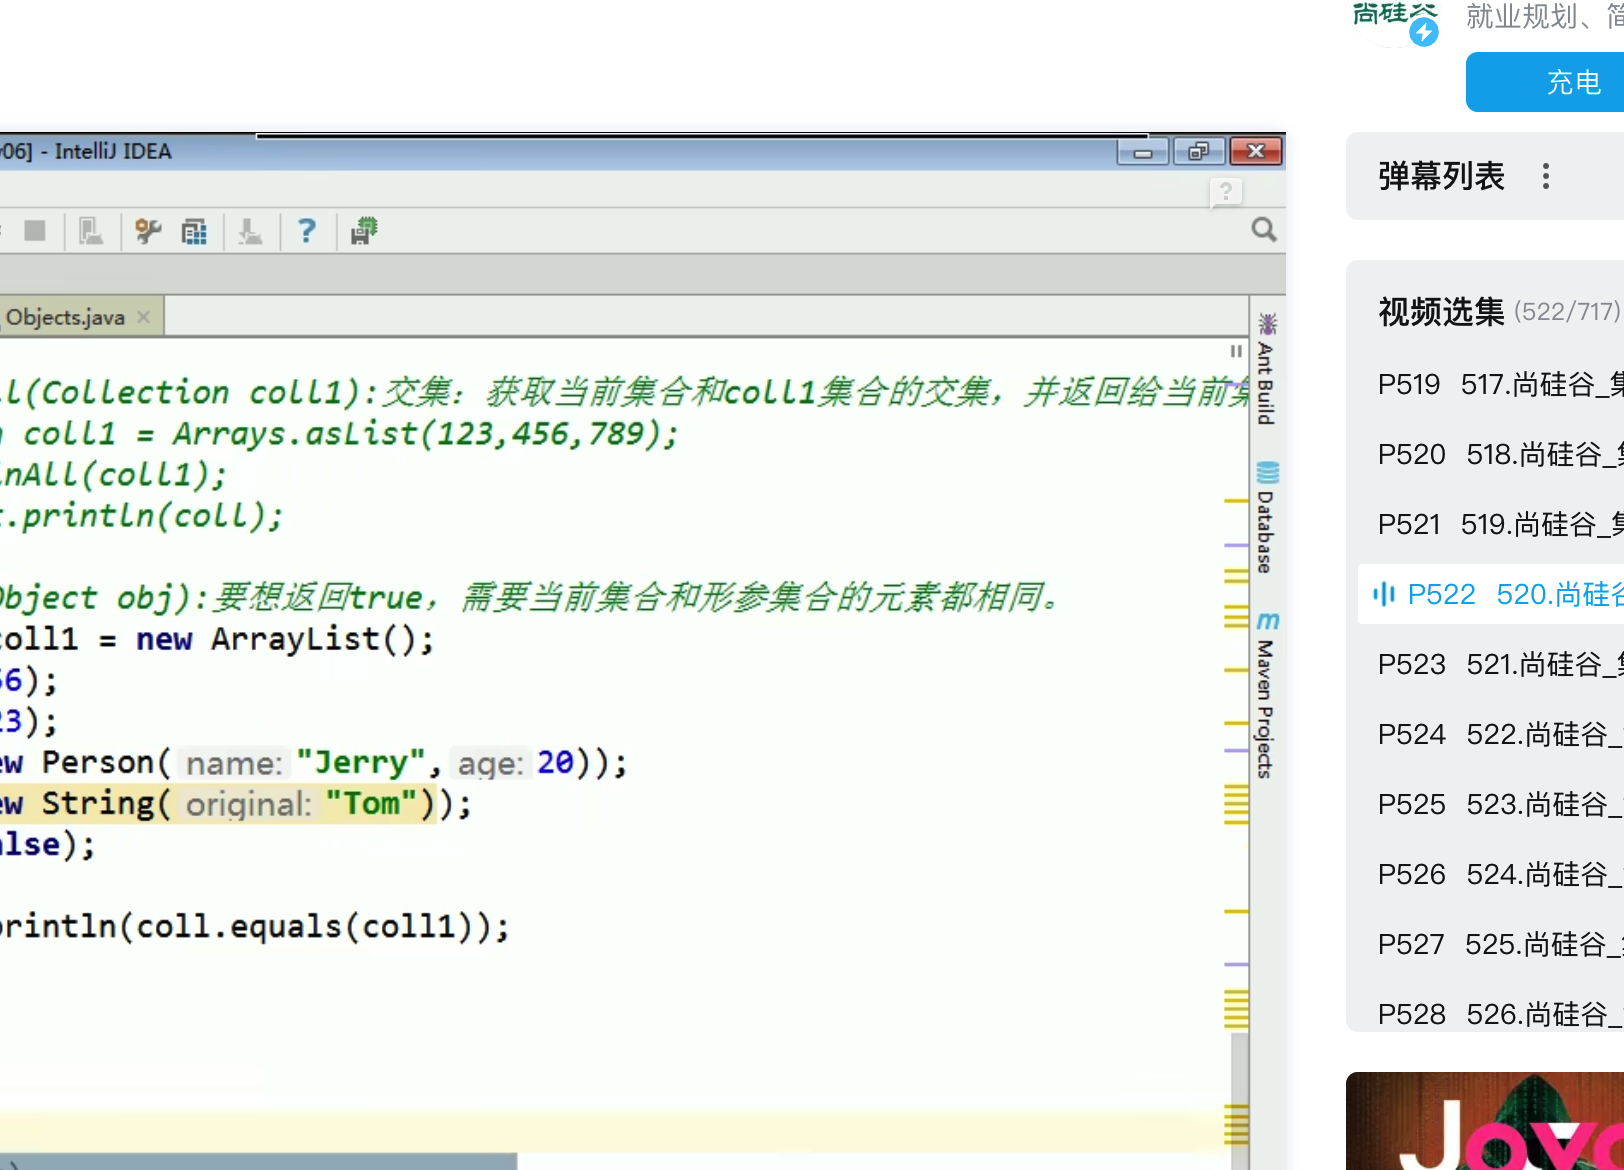 尚硅谷
就业规划、简
充电
06] - IntelliJ IDEA
弹幕列表
?
Objects.java
视频选集 (522/717)
Ant Build
Database
m Maven Projects
ll(Collection coll1):交集：获取当前集合和coll1集合的交集，并返回给当前集
coll1 = Arrays.asList(123,456,789);
inAll(coll1);
t.println(coll);
Object obj):要想返回true，需要当前集合和形参集合的元素都相同。
coll1 = new ArrayList();
56);
23);
ew Person( name: "Jerry", age: 20));
ew String( original: "Tom"));
alse);
println(coll.equals(coll1));
P519 517.尚硅谷_集
P520 518.尚硅谷_集
P521 519.尚硅谷_集
P522 520.尚硅谷
P523 521.尚硅谷_集
P524 522.尚硅谷_
P525 523.尚硅谷_
P526 524.尚硅谷_
P527 525.尚硅谷_
P528 526.尚硅谷_
Java